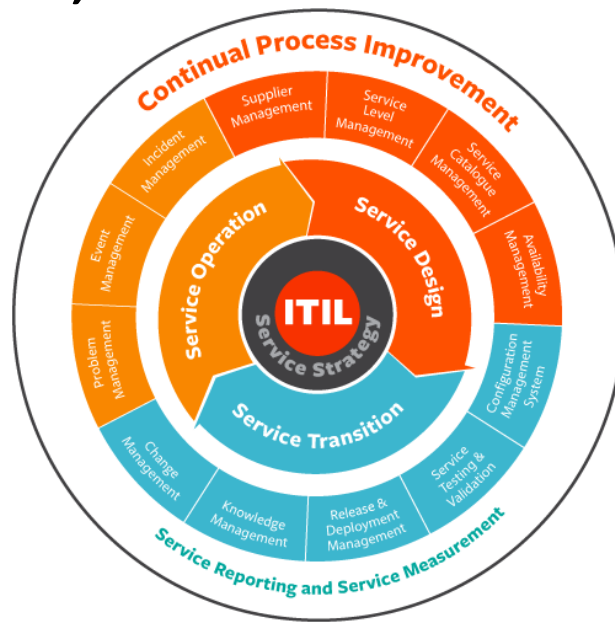 Continual Process Improvement
Supplier
Management
Service
Level
Management
Service
Catalogue
Management
Availability
Management
Configuration
Management
System
Service
Testing &
Validation
Release &
Deployment
Management
Knowledge
Management
Change
Management
Problem
Management
Event
Management
Incident
Management
Service Operation
Service Design
Service Transition
ITIL
Service Strategy
Service Reporting and Service Measurement